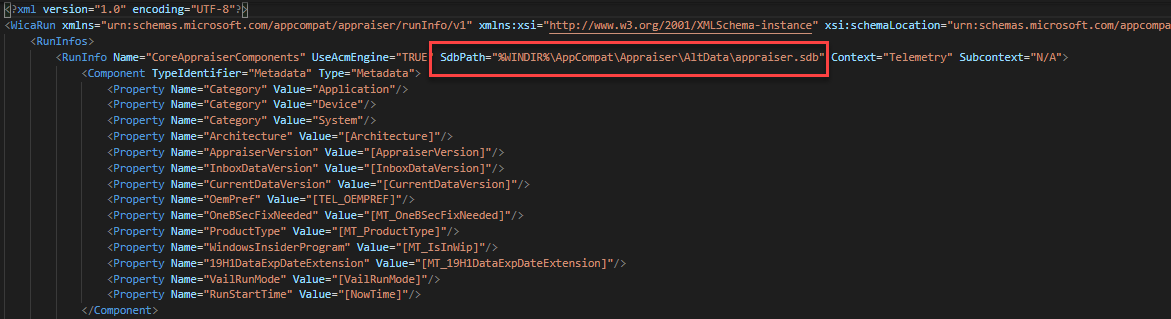 <?xml version="1.0" encoding="UTF-8"?>
<WicaRun xmlns="urn:schemas.microsoft.com/appcompat/appraiser/runInfo/v1" xmlns:xsi="http://www.w3.org/2001/XMLSchema-instance" xsi:schemaLocation="urn:schemas.microsoft.com/appcompa
<RunInfos>
<RunInfo Name="CoreAppraiserComponents" UseAcmEngine="TRUE" SdbPath="%WINDIR%\AppCompat\Appraiser\AltData\appraiser.sdb" Context="Telemetry" Subcontext="N/A">
<Component TypeIdentifier="Metadata" Type="Metadata">
<Property Name="Category" Value="Application"/>
<Property Name="Category" Value="Device"/>
<Property Name="Category" Value="System"/>
<Property Name="Architecture" Value="[Architecture]"/>
<Property Name="AppraiserVersion" Value="[AppraiserVersion]"/>
<Property Name="InboxDataVersion" Value="[InboxDataVersion]"/>
<Property Name="CurrentDataVersion" Value="[CurrentDataVersion]"/>
<Property Name="OemPref" Value="[TEL_OEMPREF]"/>
<Property Name="OneBSecFixNeeded" Value="[MT_OneBSecFixNeeded]"/>
<Property Name="ProductType" Value="[MT_ProductType]"/>
<Property Name="WindowsInsiderProgram" Value="[MT_IsInWip]"/>
<Property Name="19H1DataExpDateExtension" Value="[MT_19H1DataExpDateExtension]"/>
<Property Name="VailRunMode" Value="[VailRunMode]"/>
<Property Name="RunStartTime" Value="[NowTime]"/>
</Component>